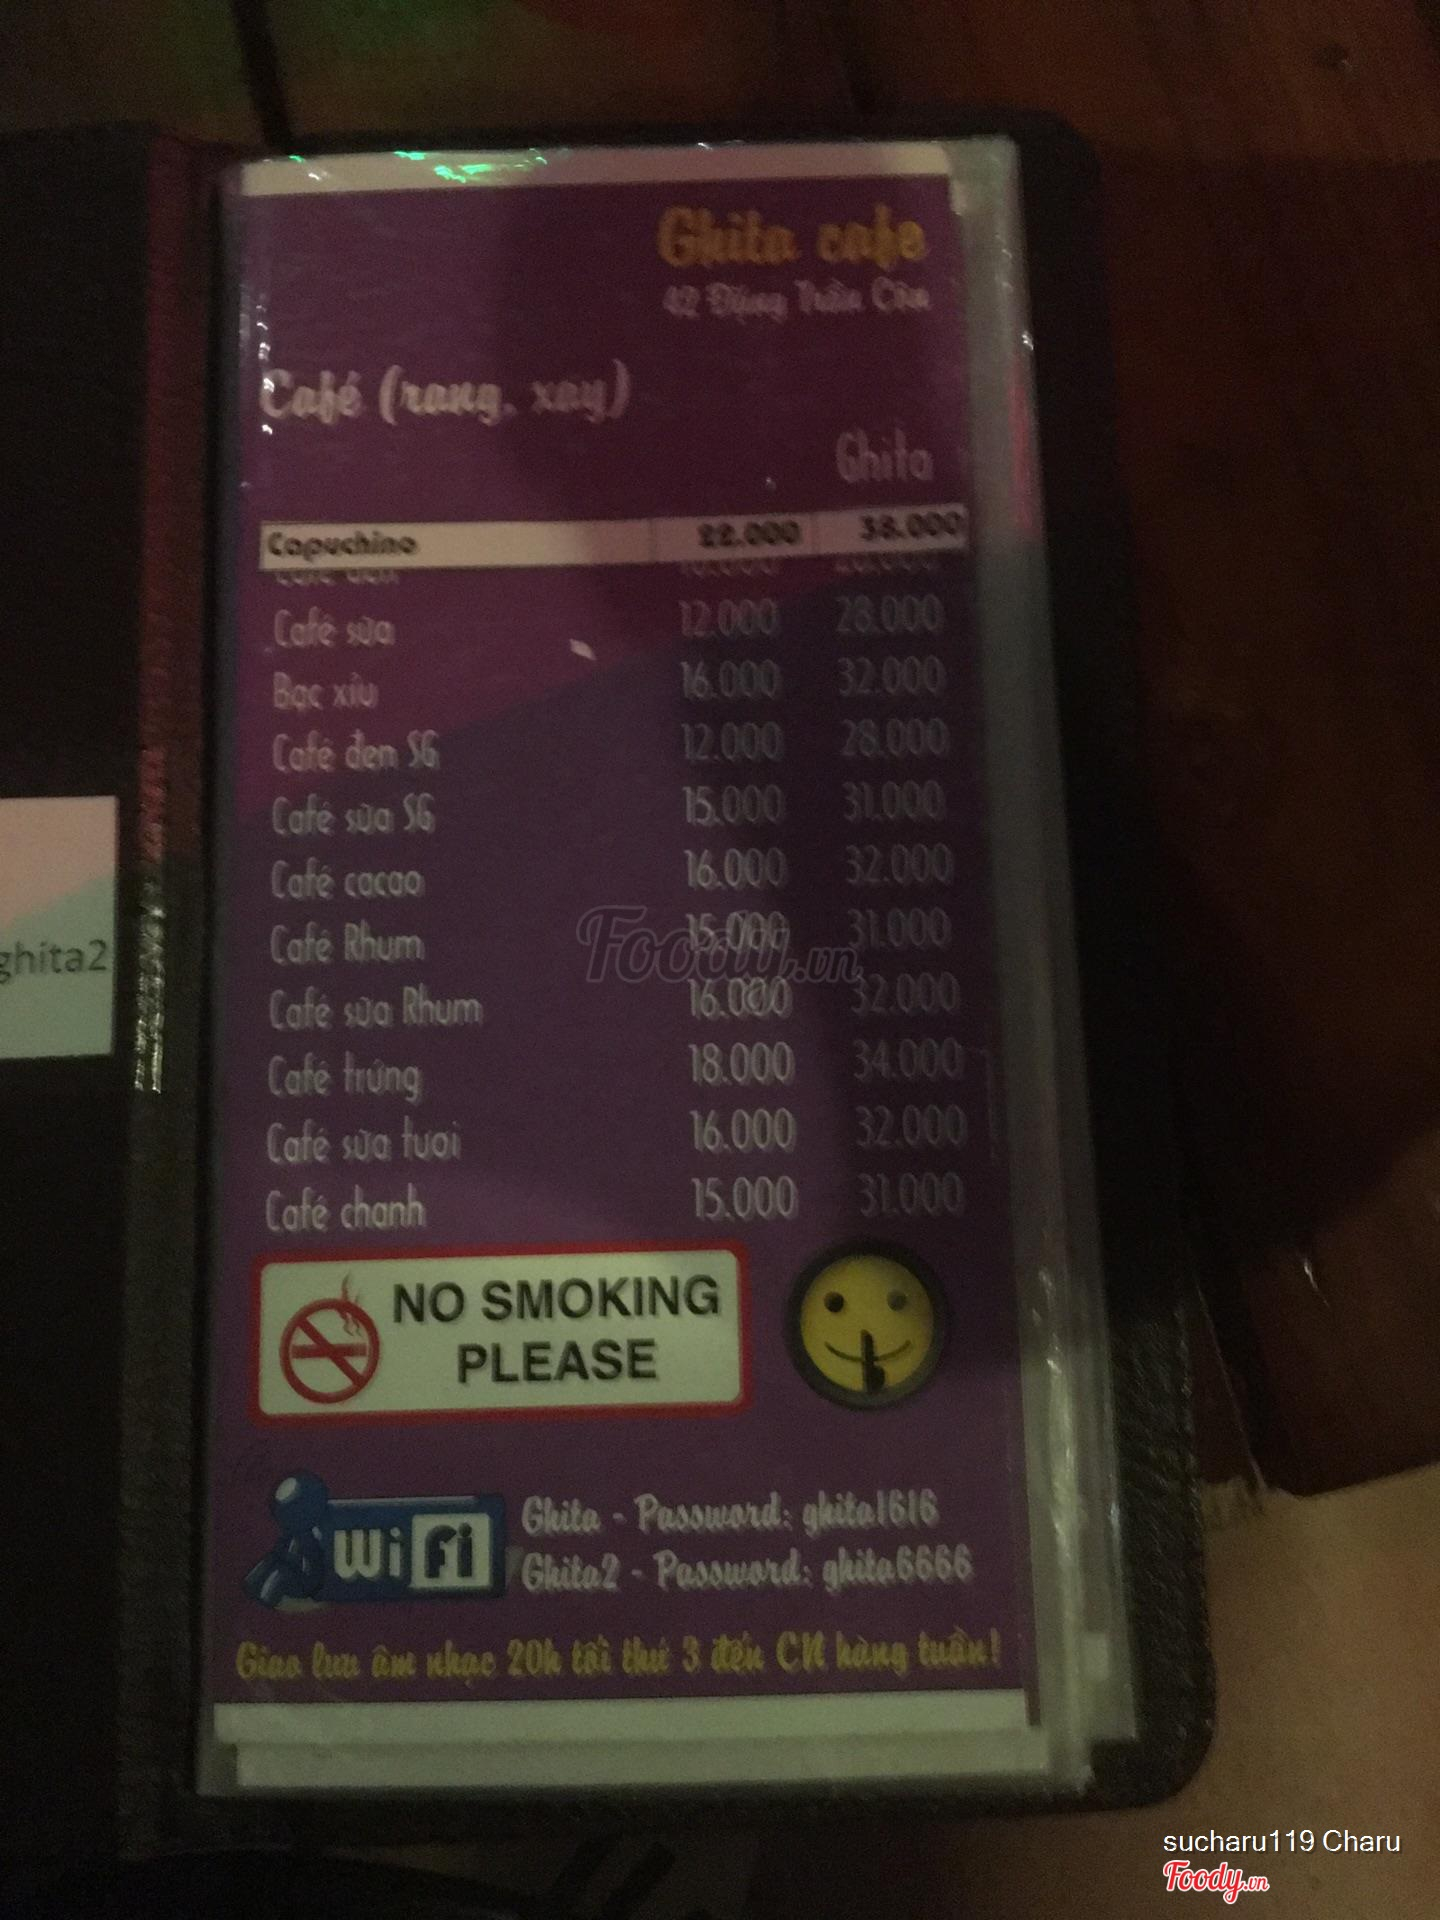 Ghita cafe
42 Đặng Trần Côn
Café (rang, xay)
Ghita
Capuchino 22.000 38.000
Café đen 10.000
Café sữa 12.000 28.000
Bạc xỉu 16.000 32.000
Café đen SG 12.000 28.000
Café sữa SG 15.000 31.000
Café cacao 16.000 32.000
Café Rhum 15.000 31.000
Café sữa Rhum 16.000 32.000
Café trứng 18.000 34.000
Café sữa tươi 16.000 32.000
Café chanh 15.000 31.000
Foody.vn
ghita2
NO SMOKING
PLEASE
WiFi
Ghita - Password: ghita1616
Ghita2 - Password: ghita6666
Giao lưu âm nhạc 20h tối thứ 3 đến CN hàng tuần!
sucharu119 Charu
Foody.vn